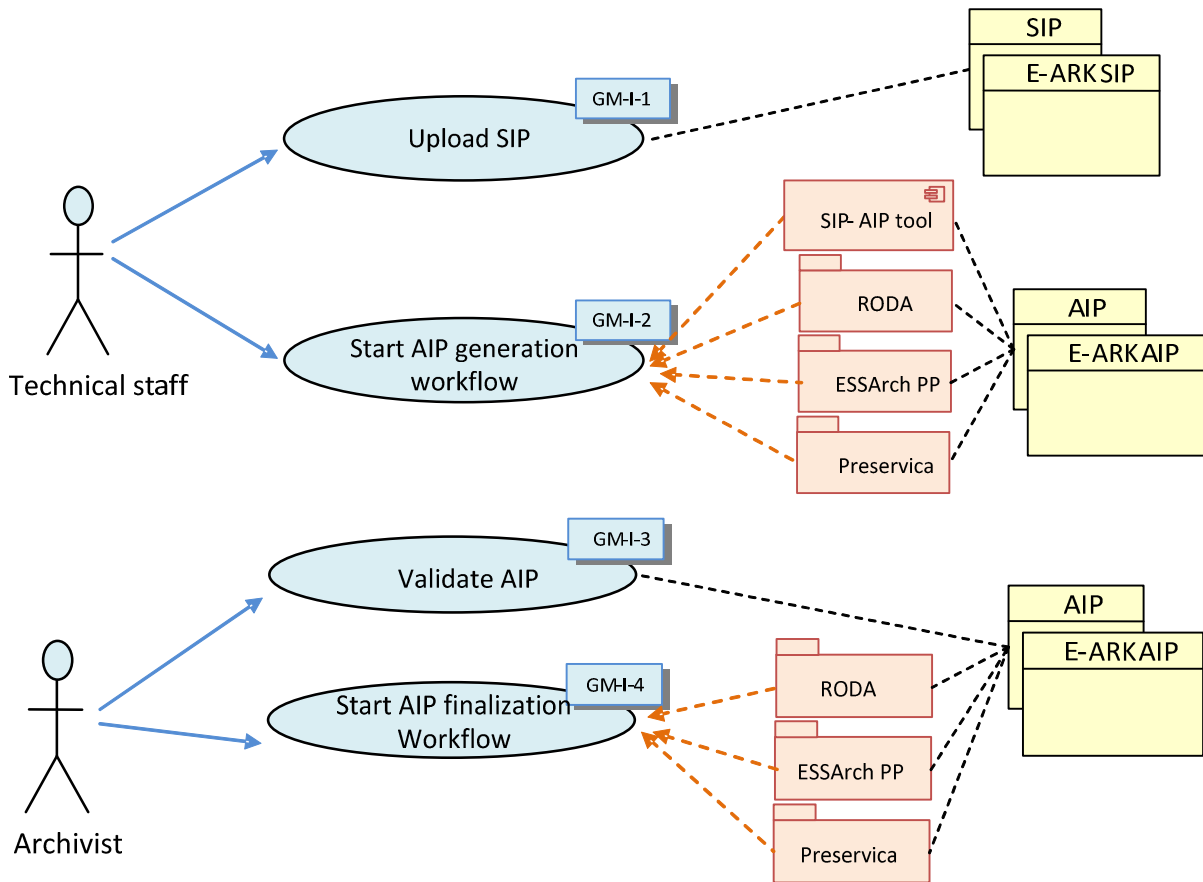 SIP
E-ARK SIP
GM-I-1
Upload SIP
SIP- AIP tool
RODA
ESSArch PP
Preservica
AIP
E-ARK AIP
GM-I-2
Start AIP generation
workflow
Technical staff
GM-I-3
Validate AIP
AIP
E-ARK AIP
GM-I-4
Start AIP finalization
Workflow
RODA
ESSArch PP
Preservica
Archivist